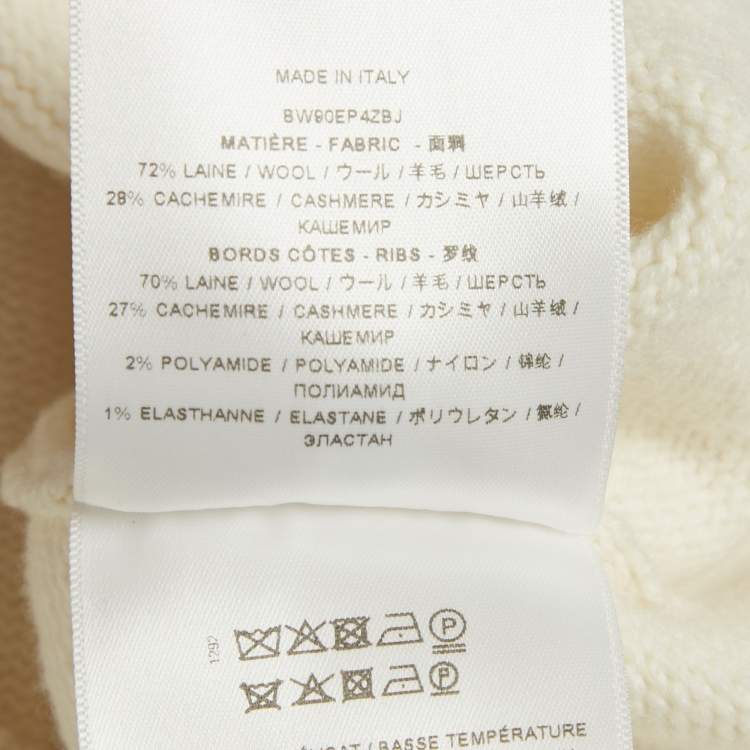 MADE IN ITALY
8W90EP4ZBJ
MATIÈRE - FABRIC - 面料
72% LAINE / WOOL / ウール / 羊毛 / ШЕРСТЬ
28% CACHEMIRE / CASHMERE / カシミヤ / 山羊绒 /
КАШЕМИР
BORDS CÔTES - RIBS - 罗纹
70% LAINE / WOOL / ウール / 羊毛 / ШЕРСТЬ
27% CACHEMIRE / CASHMERE / カシミヤ / 山羊绒 /
КАШЕМИР
2% POLYAMIDE / POLYAMIDE / ナイロン / 锦纶 /
ПОЛИАМИД
1% ELASTHANNE / ELASTANE / ポリウレタン / 氨纶 /
ЭЛАСТАН
1292
P
P
/ BASSE TEMPÉRATURE